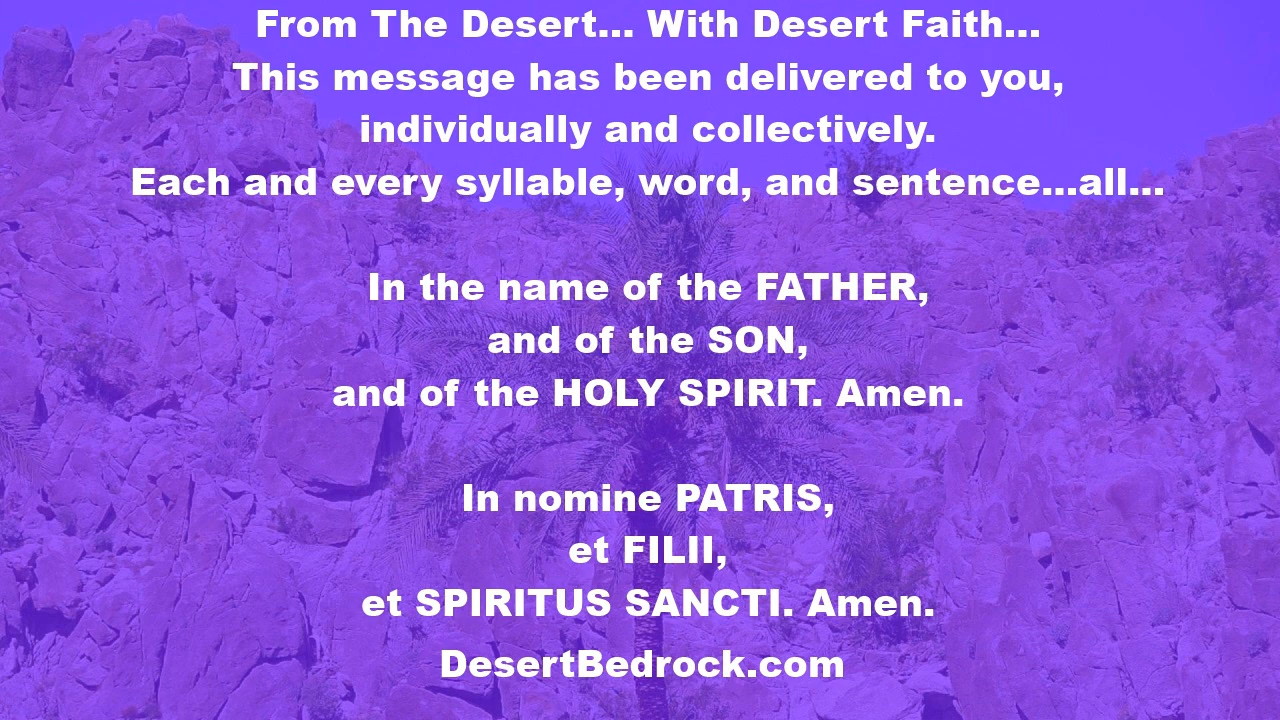 From The Desert... With Desert Faith...
This message has been delivered to you,
individually and collectively.
Each and every syllable, word, and sentence...all...
In the name of the FATHER,
and of the SON,
and of the HOLY SPIRIT. Amen.
In nomine PATRIS,
et FILII,
et SPIRITUS SANCTI. Amen.
DesertBedrock.com